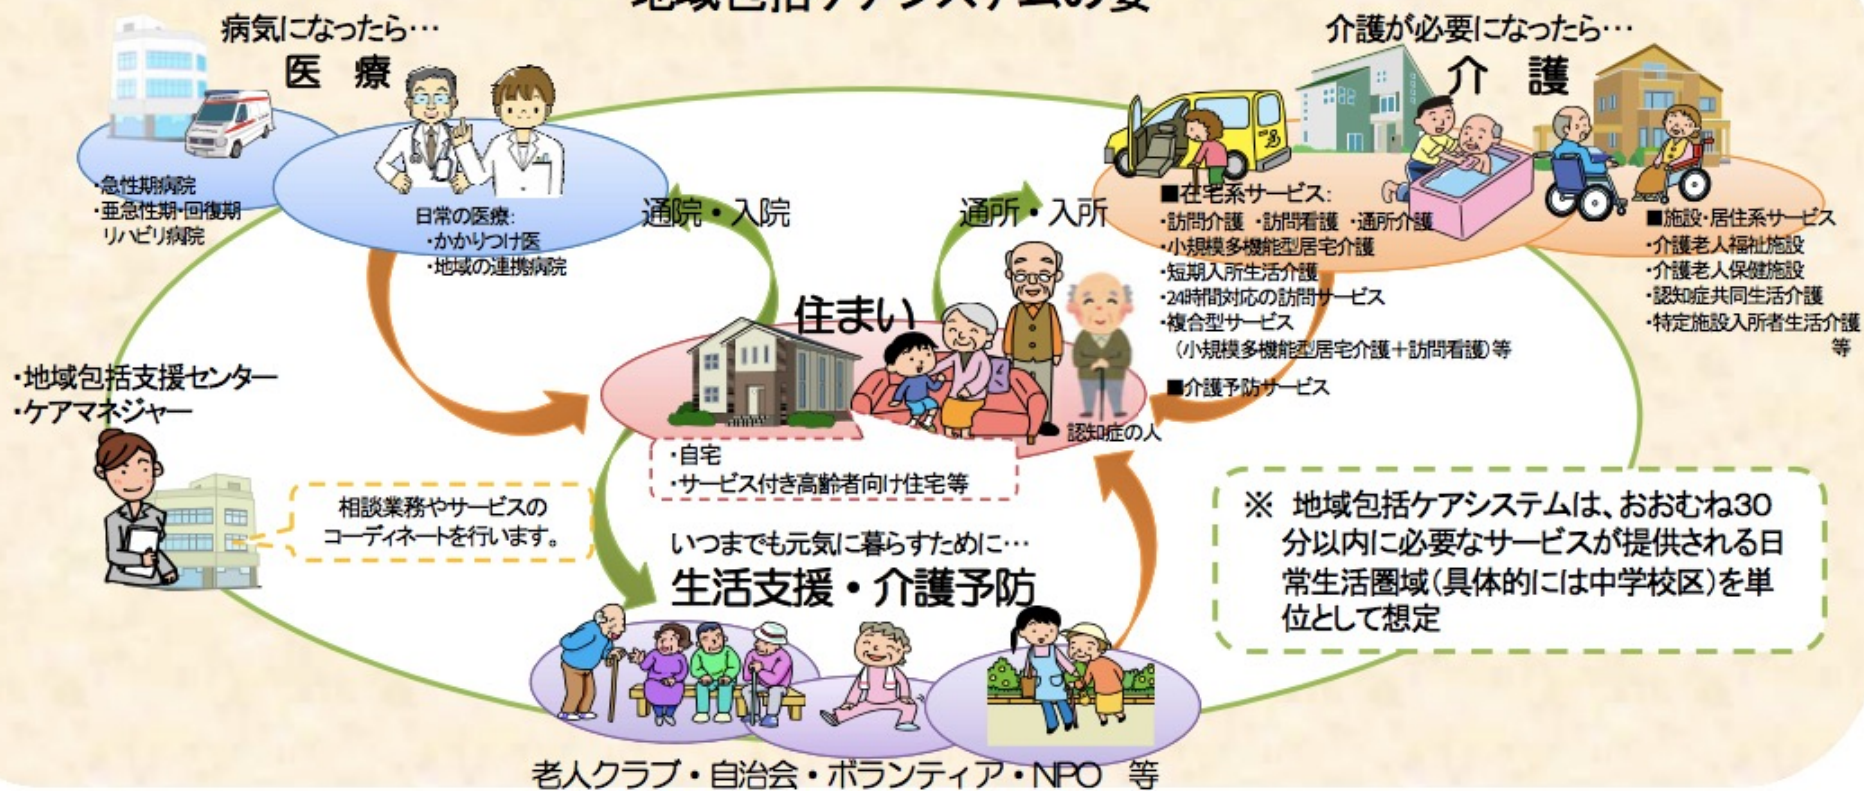 地域包括ケアシステムの姿
病気になったら…
医 療
・急性期病院
・亜急性期・回復期
リハビリ病院
日常の医療:
・かかりつけ医
・地域の連携病院
通院・入院
通所・入所
介護が必要になったら…
介 護
■在宅系サービス:
・訪問介護 ・訪問看護 ・通所介護
・小規模多機能型居宅介護
・短期入所生活介護
・24時間対応の訪問サービス
・複合型サービス
(小規模多機能型居宅介護+訪問看護)等
■介護予防サービス
■施設・居住系サービス
・介護老人福祉施設
・介護老人保健施設
・認知症共同生活介護
・特定施設入所者生活介護
等
住まい
認知症の人
・自宅
・サービス付き高齢者向け住宅等
・地域包括支援センター
・ケアマネジャー
相談業務やサービスの
コーディネートを行います。
いつまでも元気に暮らすために…
生活支援・介護予防
老人クラブ・自治会・ボランティア・NPO 等
※ 地域包括ケアシステムは、おおむね30
分以内に必要なサービスが提供される日
常生活圏域(具体的には中学校区)を単
位として想定